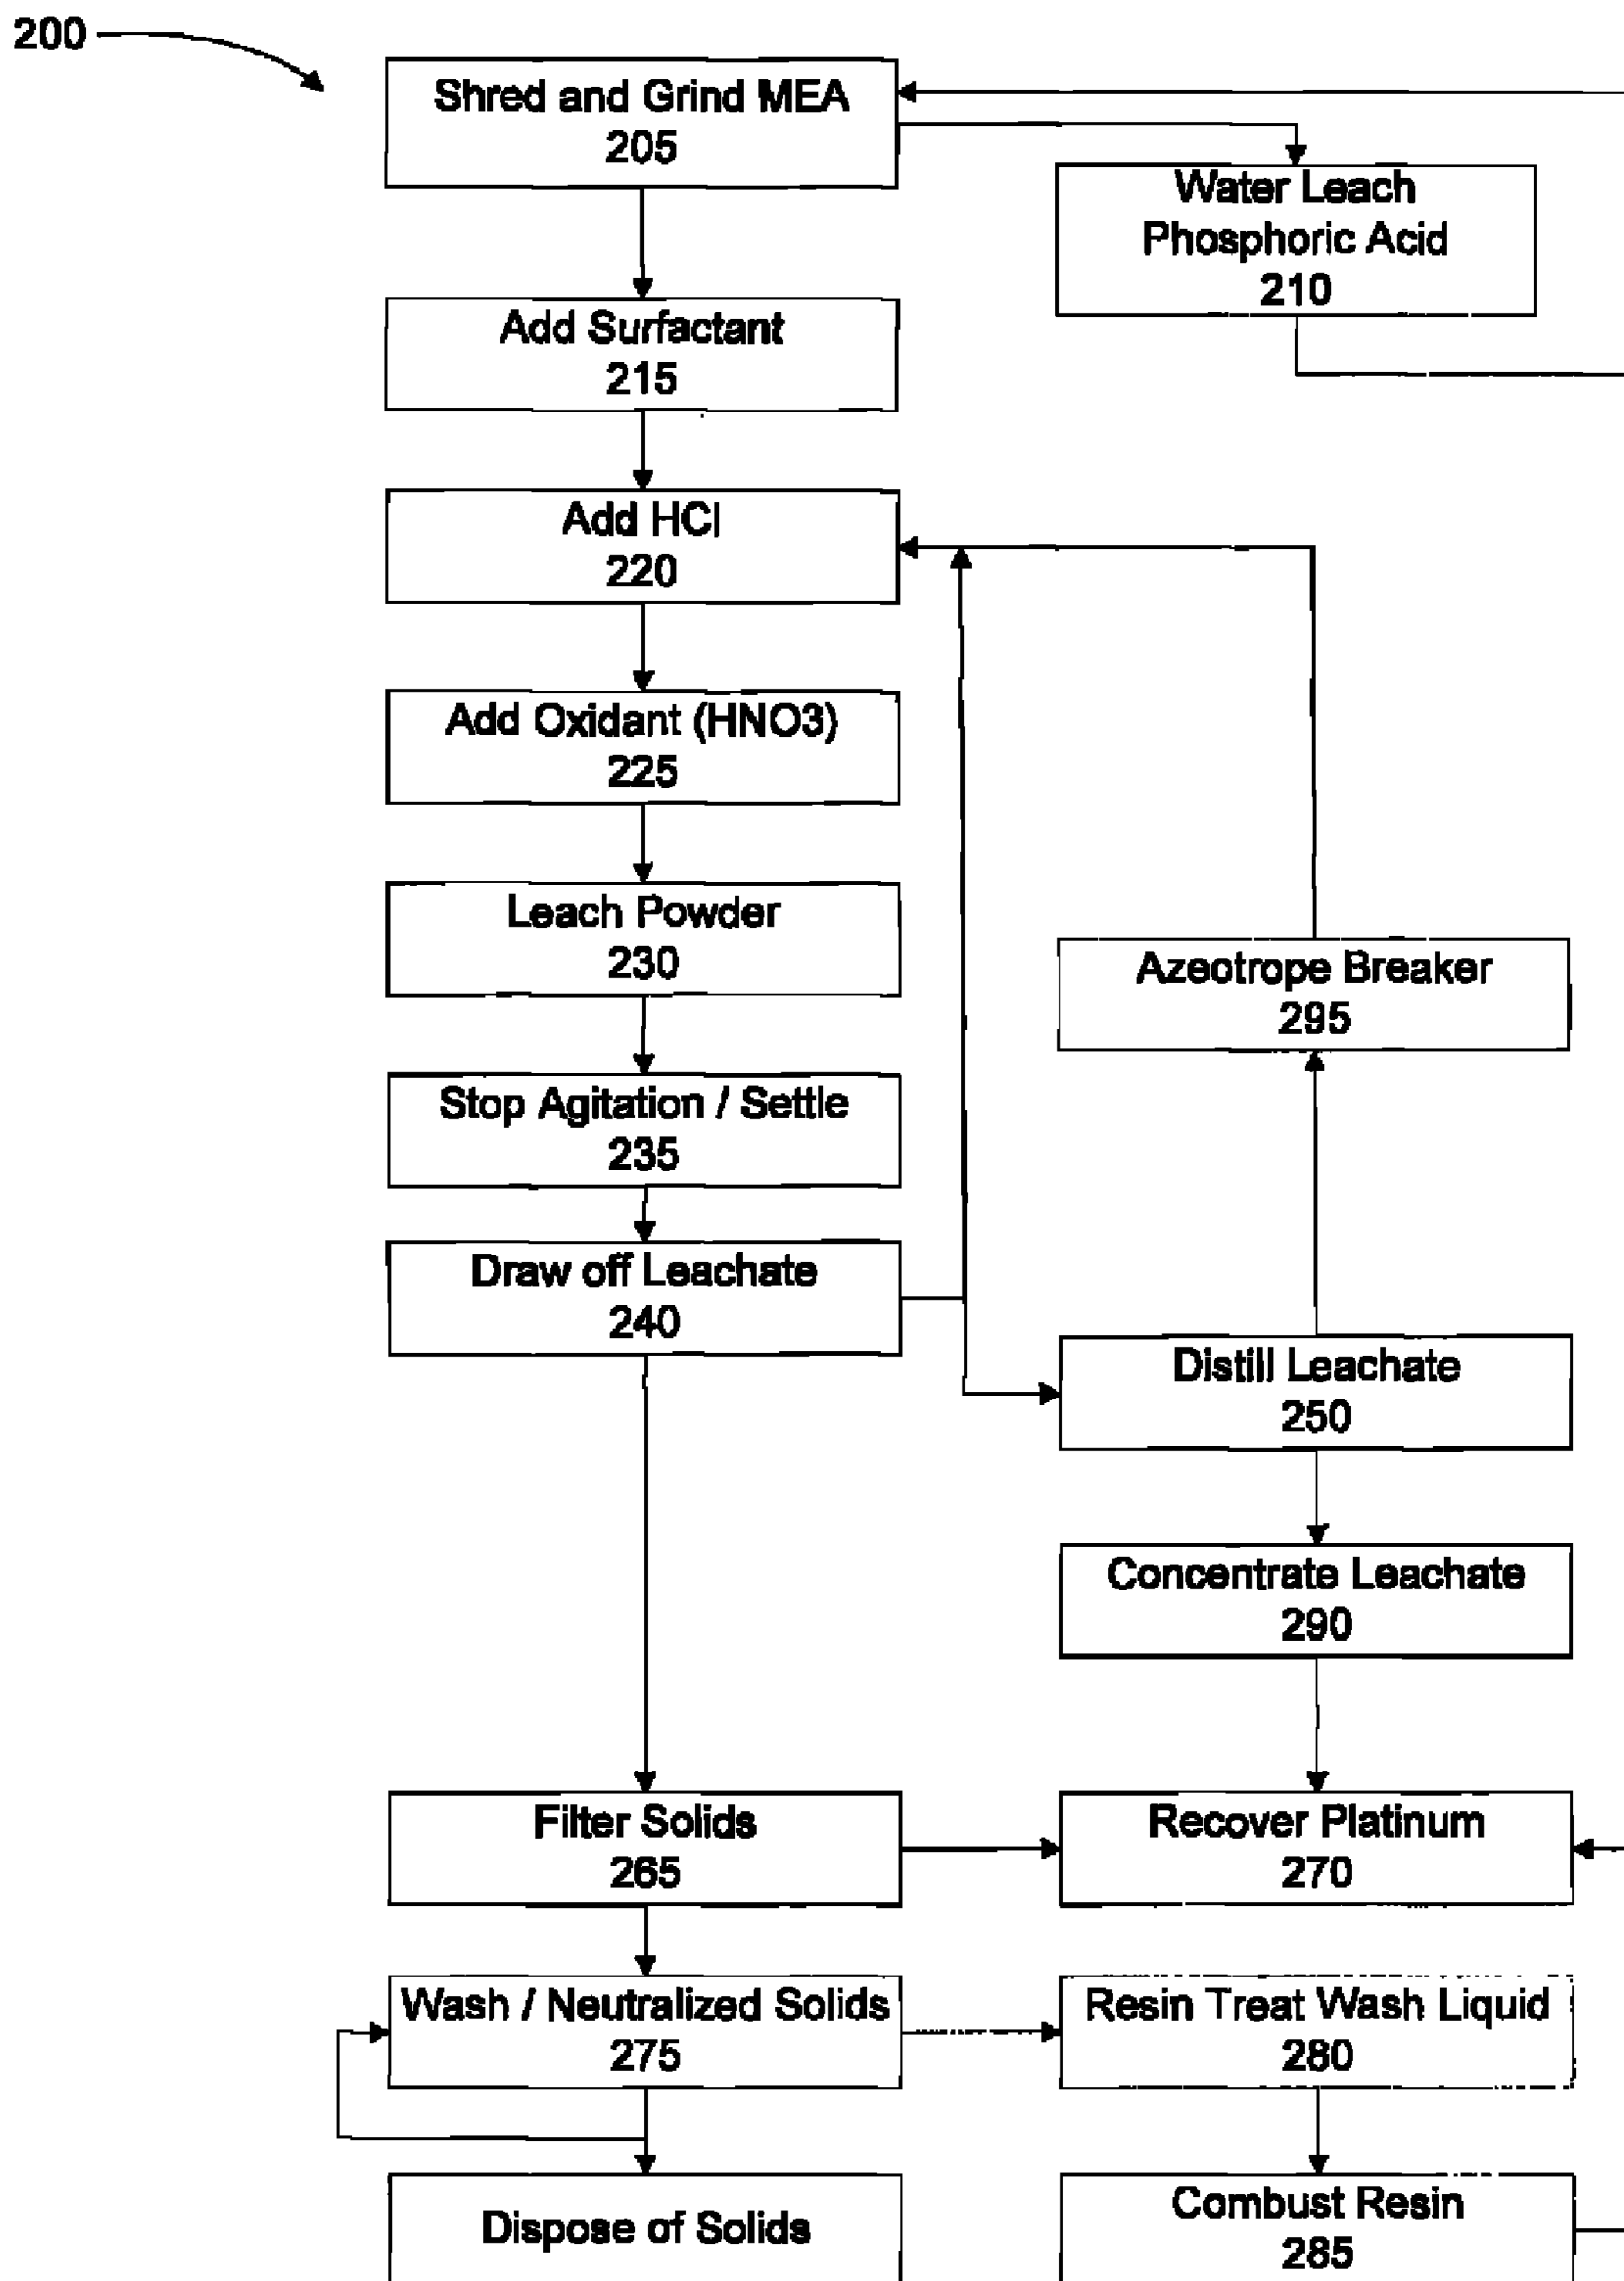 200
Shred and Grind MEA
205
Water Leach
Phosphoric Acid
210
Add Surfactant
215
Add HCl
220
Add Oxidant (HNO3)
225
Leach Powder
230
Azeotrope Breaker
295
Stop Agitation / Settle
235
Draw off Leachate
240
Distill Leachate
250
Concentrate Leachate
290
Filter Solids
265
Recover Platinum
270
Wash / Neutralized Solids
275
Resin Treat Wash Liquid
280
Dispose of Solids
Combust Resin
285